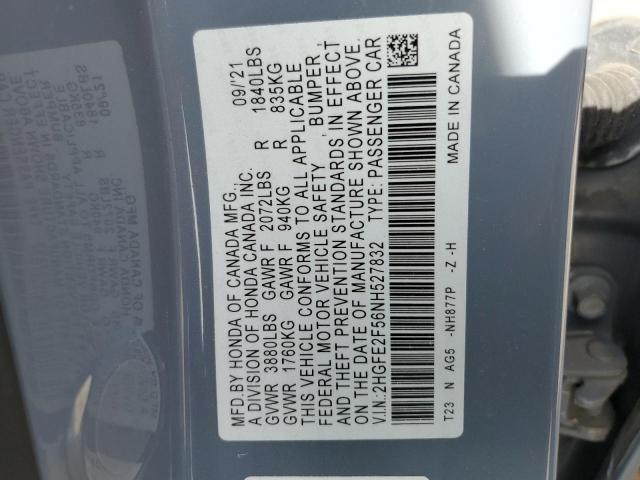 MFD.BY HONDA OF CANADA MFG., 09/'21
A DIVISION OF HONDA CANADA INC.
GVWR 3880LBS GAWR F 2072LBS R 1840LBS
GVWR 1760KG GAWR F 940KG R 835KG
THIS VEHICLE CONFORMS TO ALL APPLICABLE
FEDERAL MOTOR VEHICLE SAFETY , BUMPER ,
AND THEFT PREVENTION STANDARDS IN EFFECT
ON THE DATE OF MANUFACTURE SHOWN ABOVE.
V.I.N:2HGFE2F56NH527832 TYPE: PASSENGER CAR
T23 N AG5 -NH877P -Z -H MADE IN CANADA